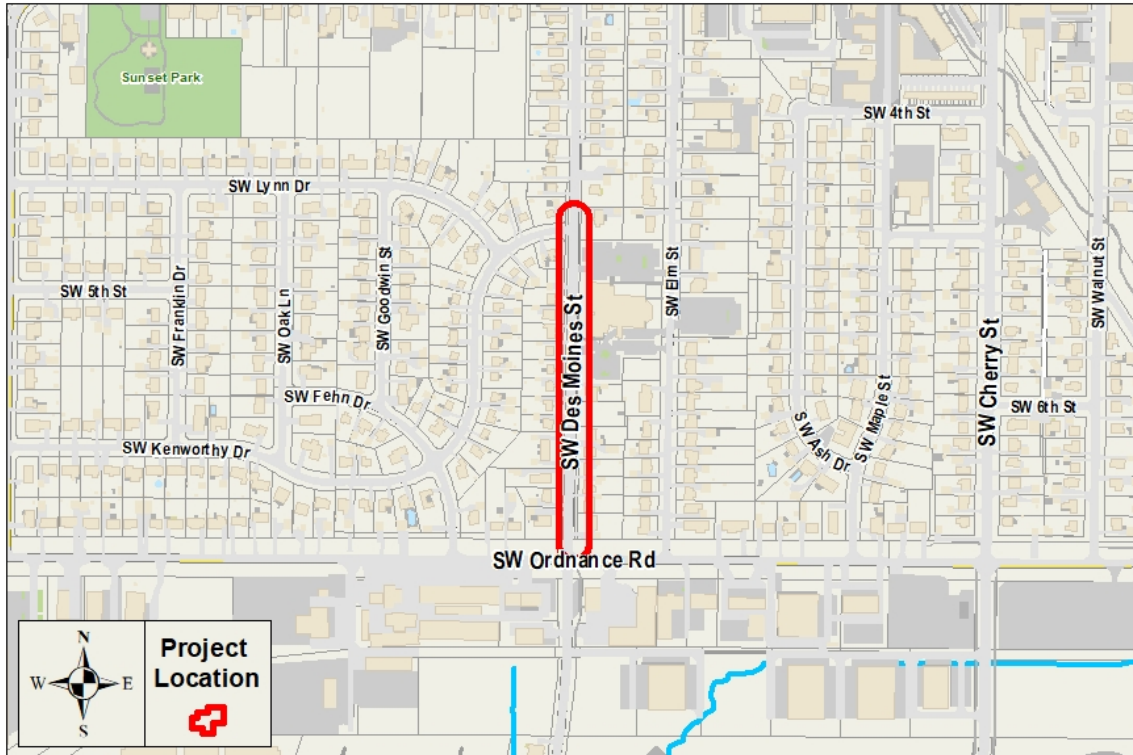 Sunset Park
SW 4th St
SW Lynn Dr
SW Elm St
SW Walnut St
SW Goodwin St
SW 5th St
SW Franklin Dr
SW Oak Ln
SW Des Moines St
SW Cherry St
SW Maple St
SW Fehn Dr
SW 6th St
SW Ash Dr
SW Kenworthy Dr
SW Ordnance Rd
N
W E
S
Project
Location